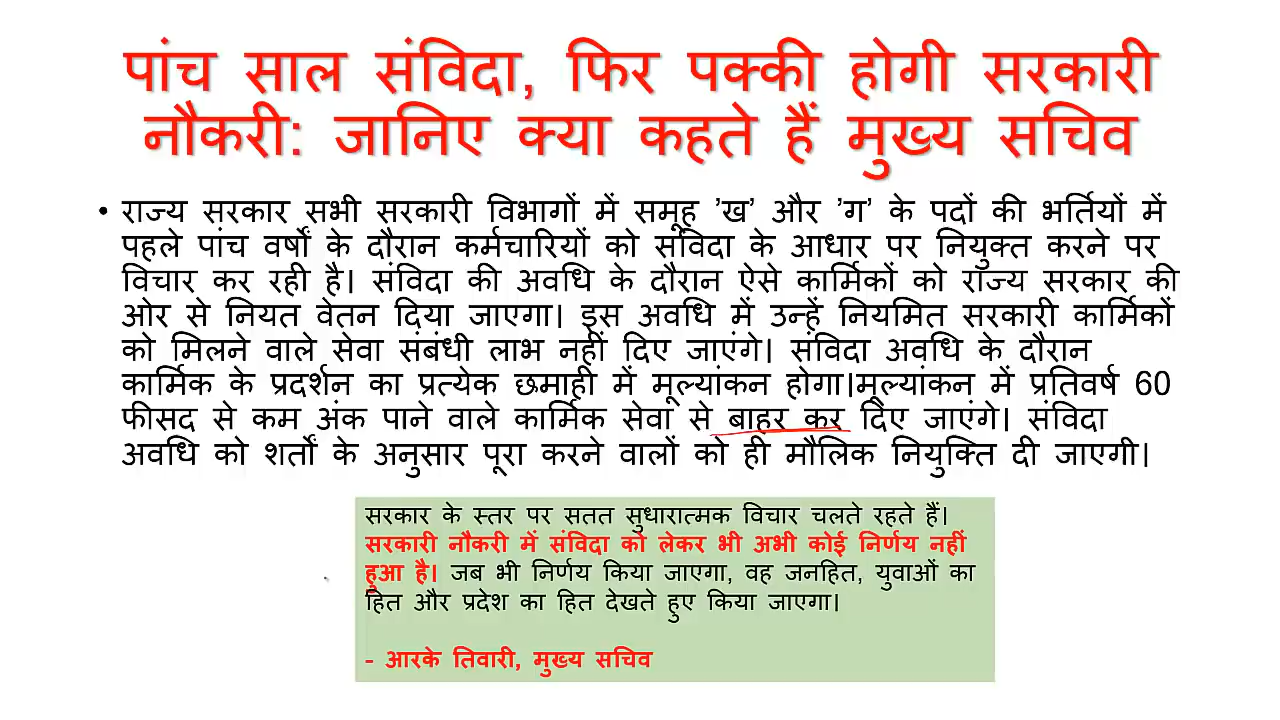 पांच साल संविदा, फिर पक्की होगी सरकारी
नौकरी: जानिए क्या कहते हैं मुख्य सचिव
• राज्य सरकार सभी सरकारी विभागों में समूह 'ख' और 'ग' के पदों की भर्तियों में
पहले पांच वर्षों के दौरान कर्मचारियों को संविदा के आधार पर नियुक्त करने पर
विचार कर रही है। संविदा की अवधि के दौरान ऐसे कार्मिकों को राज्य सरकार की
ओर से नियत वेतन दिया जाएगा। इस अवधि में उन्हें नियमित सरकारी कार्मिकों
को मिलने वाले सेवा संबंधी लाभ नहीं दिए जाएंगे। संविदा अवधि के दौरान
कार्मिक के प्रदर्शन का प्रत्येक छमाही में मूल्यांकन होगा।मूल्यांकन में प्रतिवर्ष 60
फीसद से कम अंक पाने वाले कार्मिक सेवा से बाहर कर दिए जाएंगे। संविदा
अवधि को शर्तों के अनुसार पूरा करने वालों को ही मौलिक नियुक्ति दी जाएगी।
सरकार के स्तर पर सतत सुधारात्मक विचार चलते रहते हैं।
सरकारी नौकरी में संविदा को लेकर भी अभी कोई निर्णय नहीं
हुआ है। जब भी निर्णय किया जाएगा, वह जनहित, युवाओं का
हित और प्रदेश का हित देखते हुए किया जाएगा।
- आरके तिवारी, मुख्य सचिव